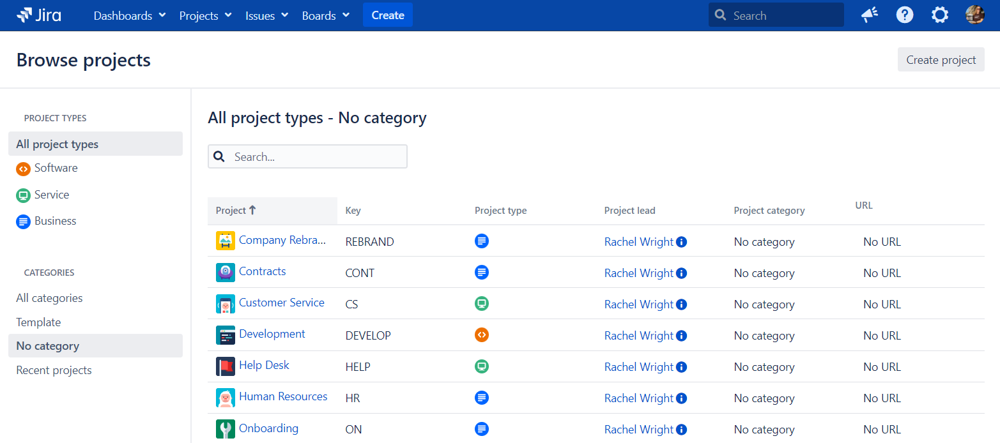 Jira Dashboards Projects Issues Boards Create Search
Browse projects Create project
PROJECT TYPES
All project types
Software
Service
Business
CATEGORIES
All categories
Template
No category
Recent projects
All project types - No category
Search...
Project Key Project type Project lead Project category URL
Company Rebra... REBRAND Rachel Wright No category No URL
Contracts CONT Rachel Wright No category No URL
Customer Service CS Rachel Wright No category No URL
Development DEVELOP Rachel Wright No category No URL
Help Desk HELP Rachel Wright No category No URL
Human Resources HR Rachel Wright No category No URL
Onboarding ON Rachel Wright No category No URL